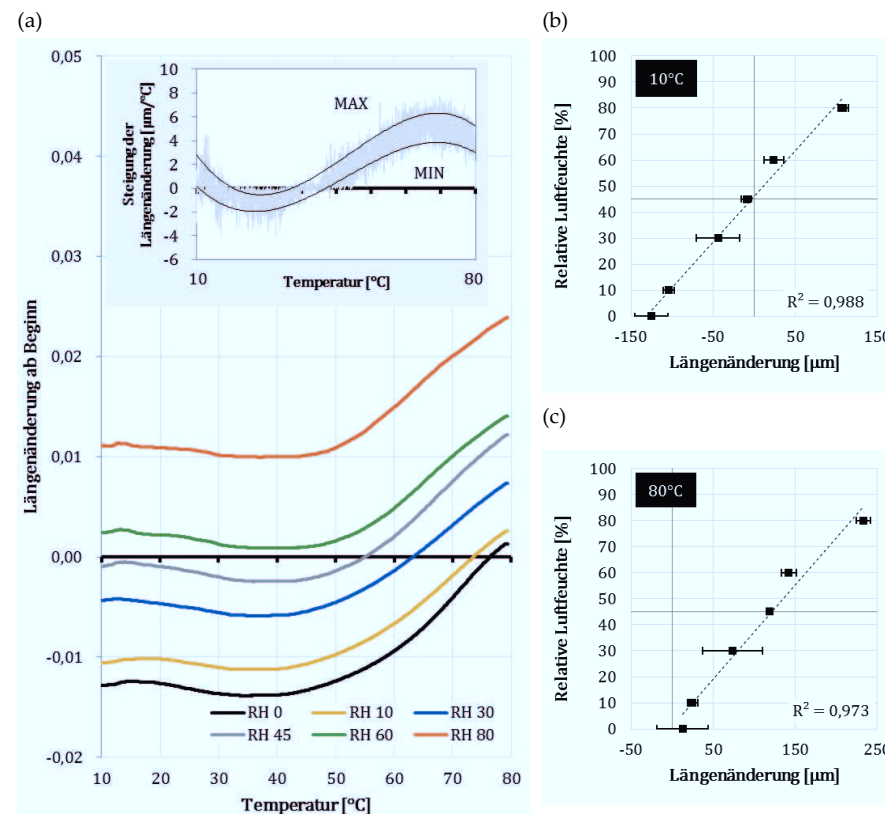 (a)
0,05
0,04
0,03
0,02
0,01
0,00
-0,01
-0,02
Längenänderung ab Beginn
10 20 30 40 50 60 70 80
Temperatur [°C]
10
8
6
4
2
0
-2
-4
-6
Steigung der
Längenänderung [µm/°C]
MAX
MIN
10 80
Temperatur [°C]
RH 0 RH 10 RH 30
RH 45 RH 60 RH 80
(b)
100
90
80
70
60
50
40
30
20
10
0
Relative Luftfeuchte [%]
10°C
R² = 0,988
-150 -50 50 150
Längenänderung [µm]
(c)
100
90
80
70
60
50
40
30
20
10
0
Relative Luftfeuchte [%]
80°C
R² = 0,973
-50 50 150 250
Längenänderung [µm]